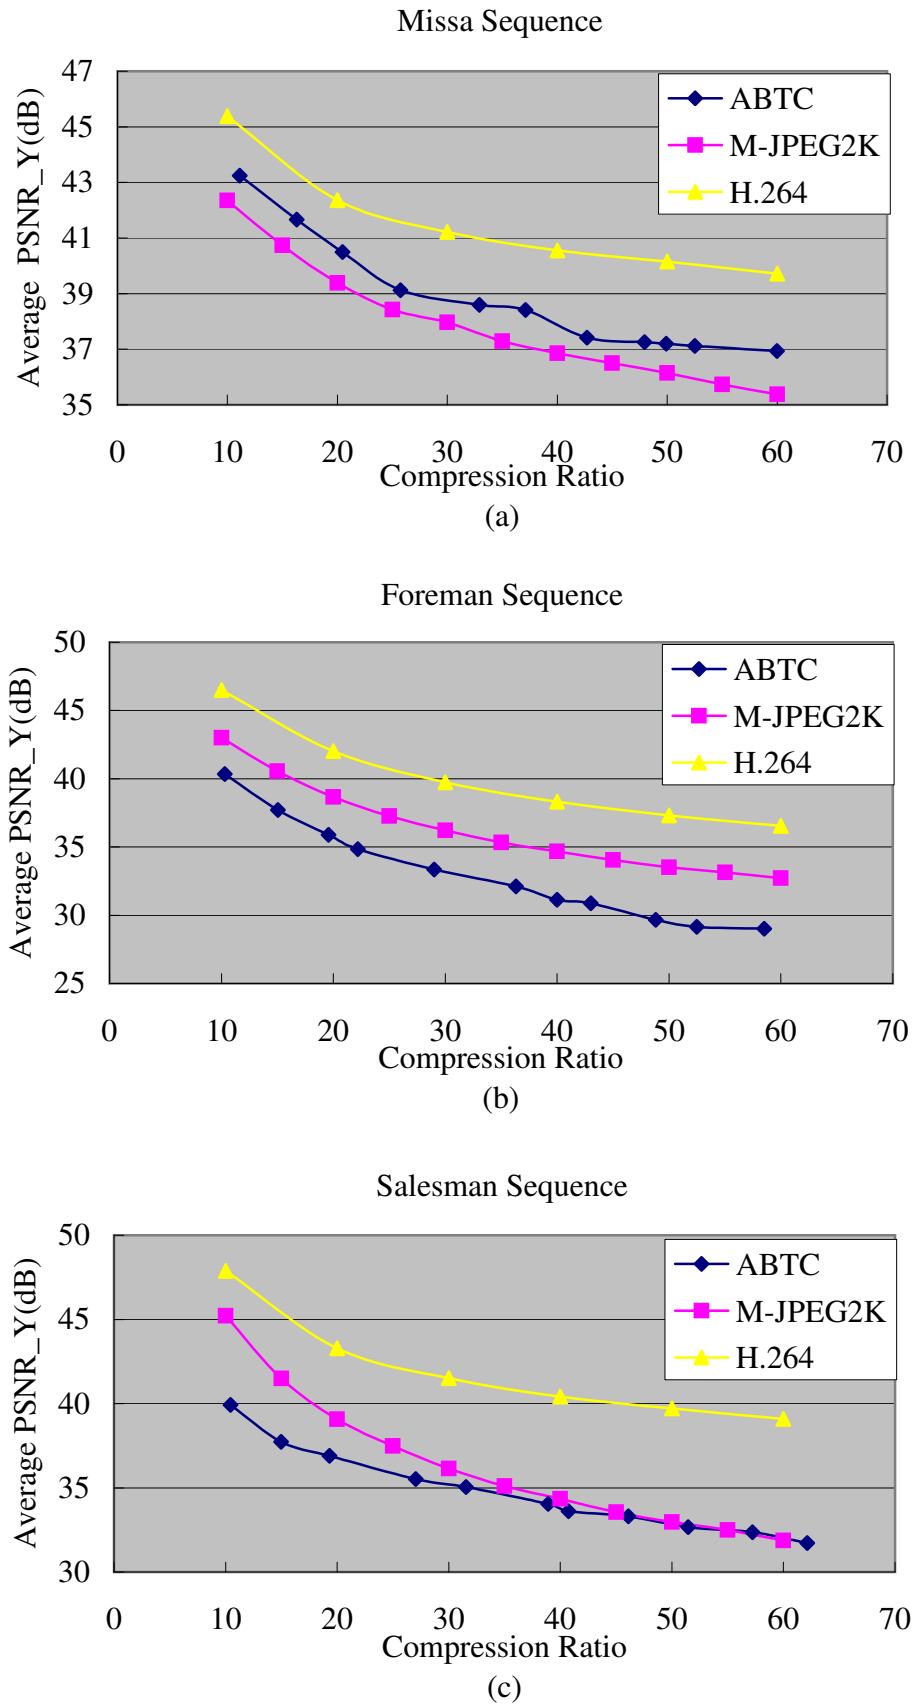 Missa Sequence
47
45
43
41
39
37
35
Average PSNR_Y(dB)
ABTC
M-JPEG2K
H.264
0 10 20 30 40 50 60 70
Compression Ratio
(a)
Foreman Sequence
50
45
40
35
30
25
Average PSNR_Y(dB)
ABTC
M-JPEG2K
H.264
0 10 20 30 40 50 60 70
Compression Ratio
(b)
Salesman Sequence
50
45
40
35
30
Average PSNR_Y(dB)
ABTC
M-JPEG2K
H.264
0 10 20 30 40 50 60 70
Compression Ratio
(c)